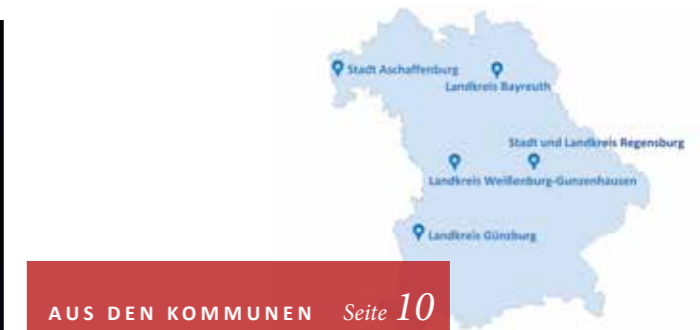 Stadt Aschaffenburg
Landkreis Bayreuth
Stadt und Landkreis Regensburg
Landkreis Weißenburg-Gunzenhausen
Landkreis Günzburg
AUS DEN KOMMUNEN Seite 10